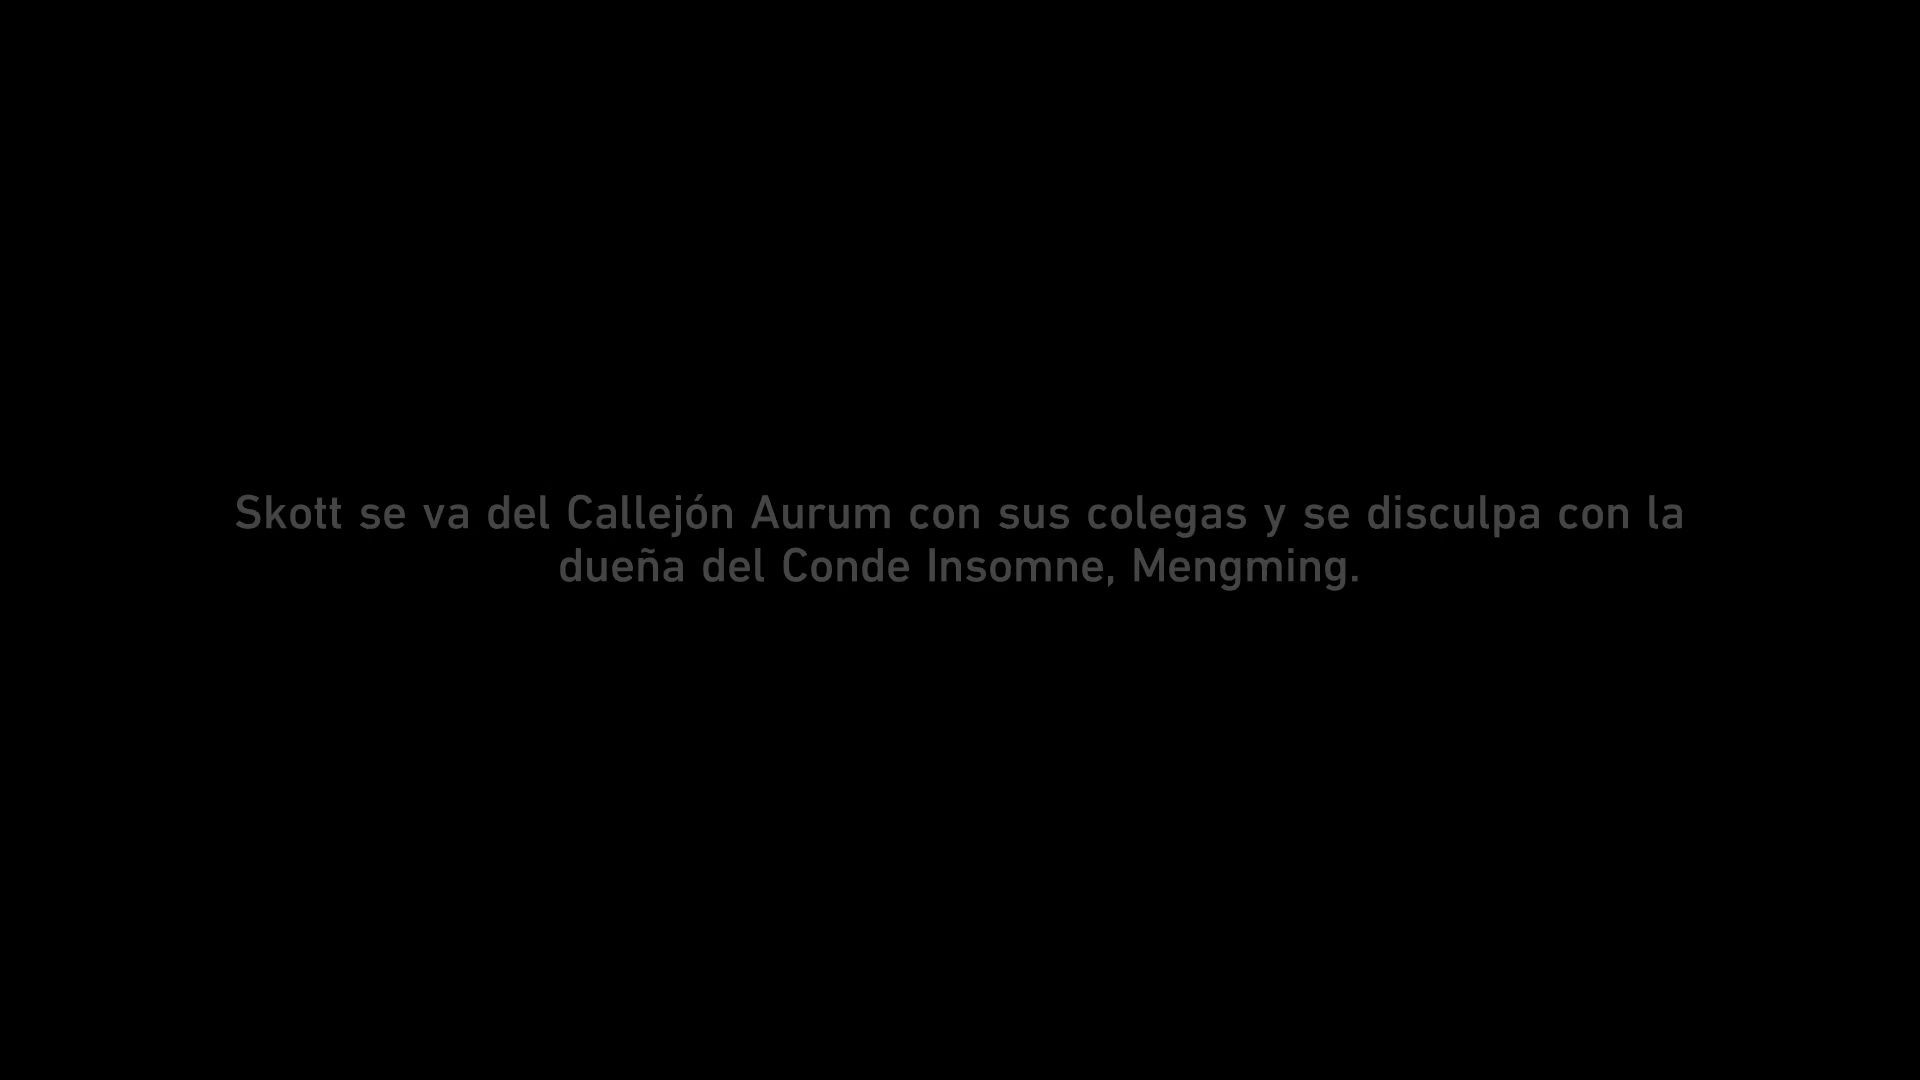 Skott se va del Callejón Aurum con sus colegas y se disculpa con la
dueña del Conde Insomne, Mengming.